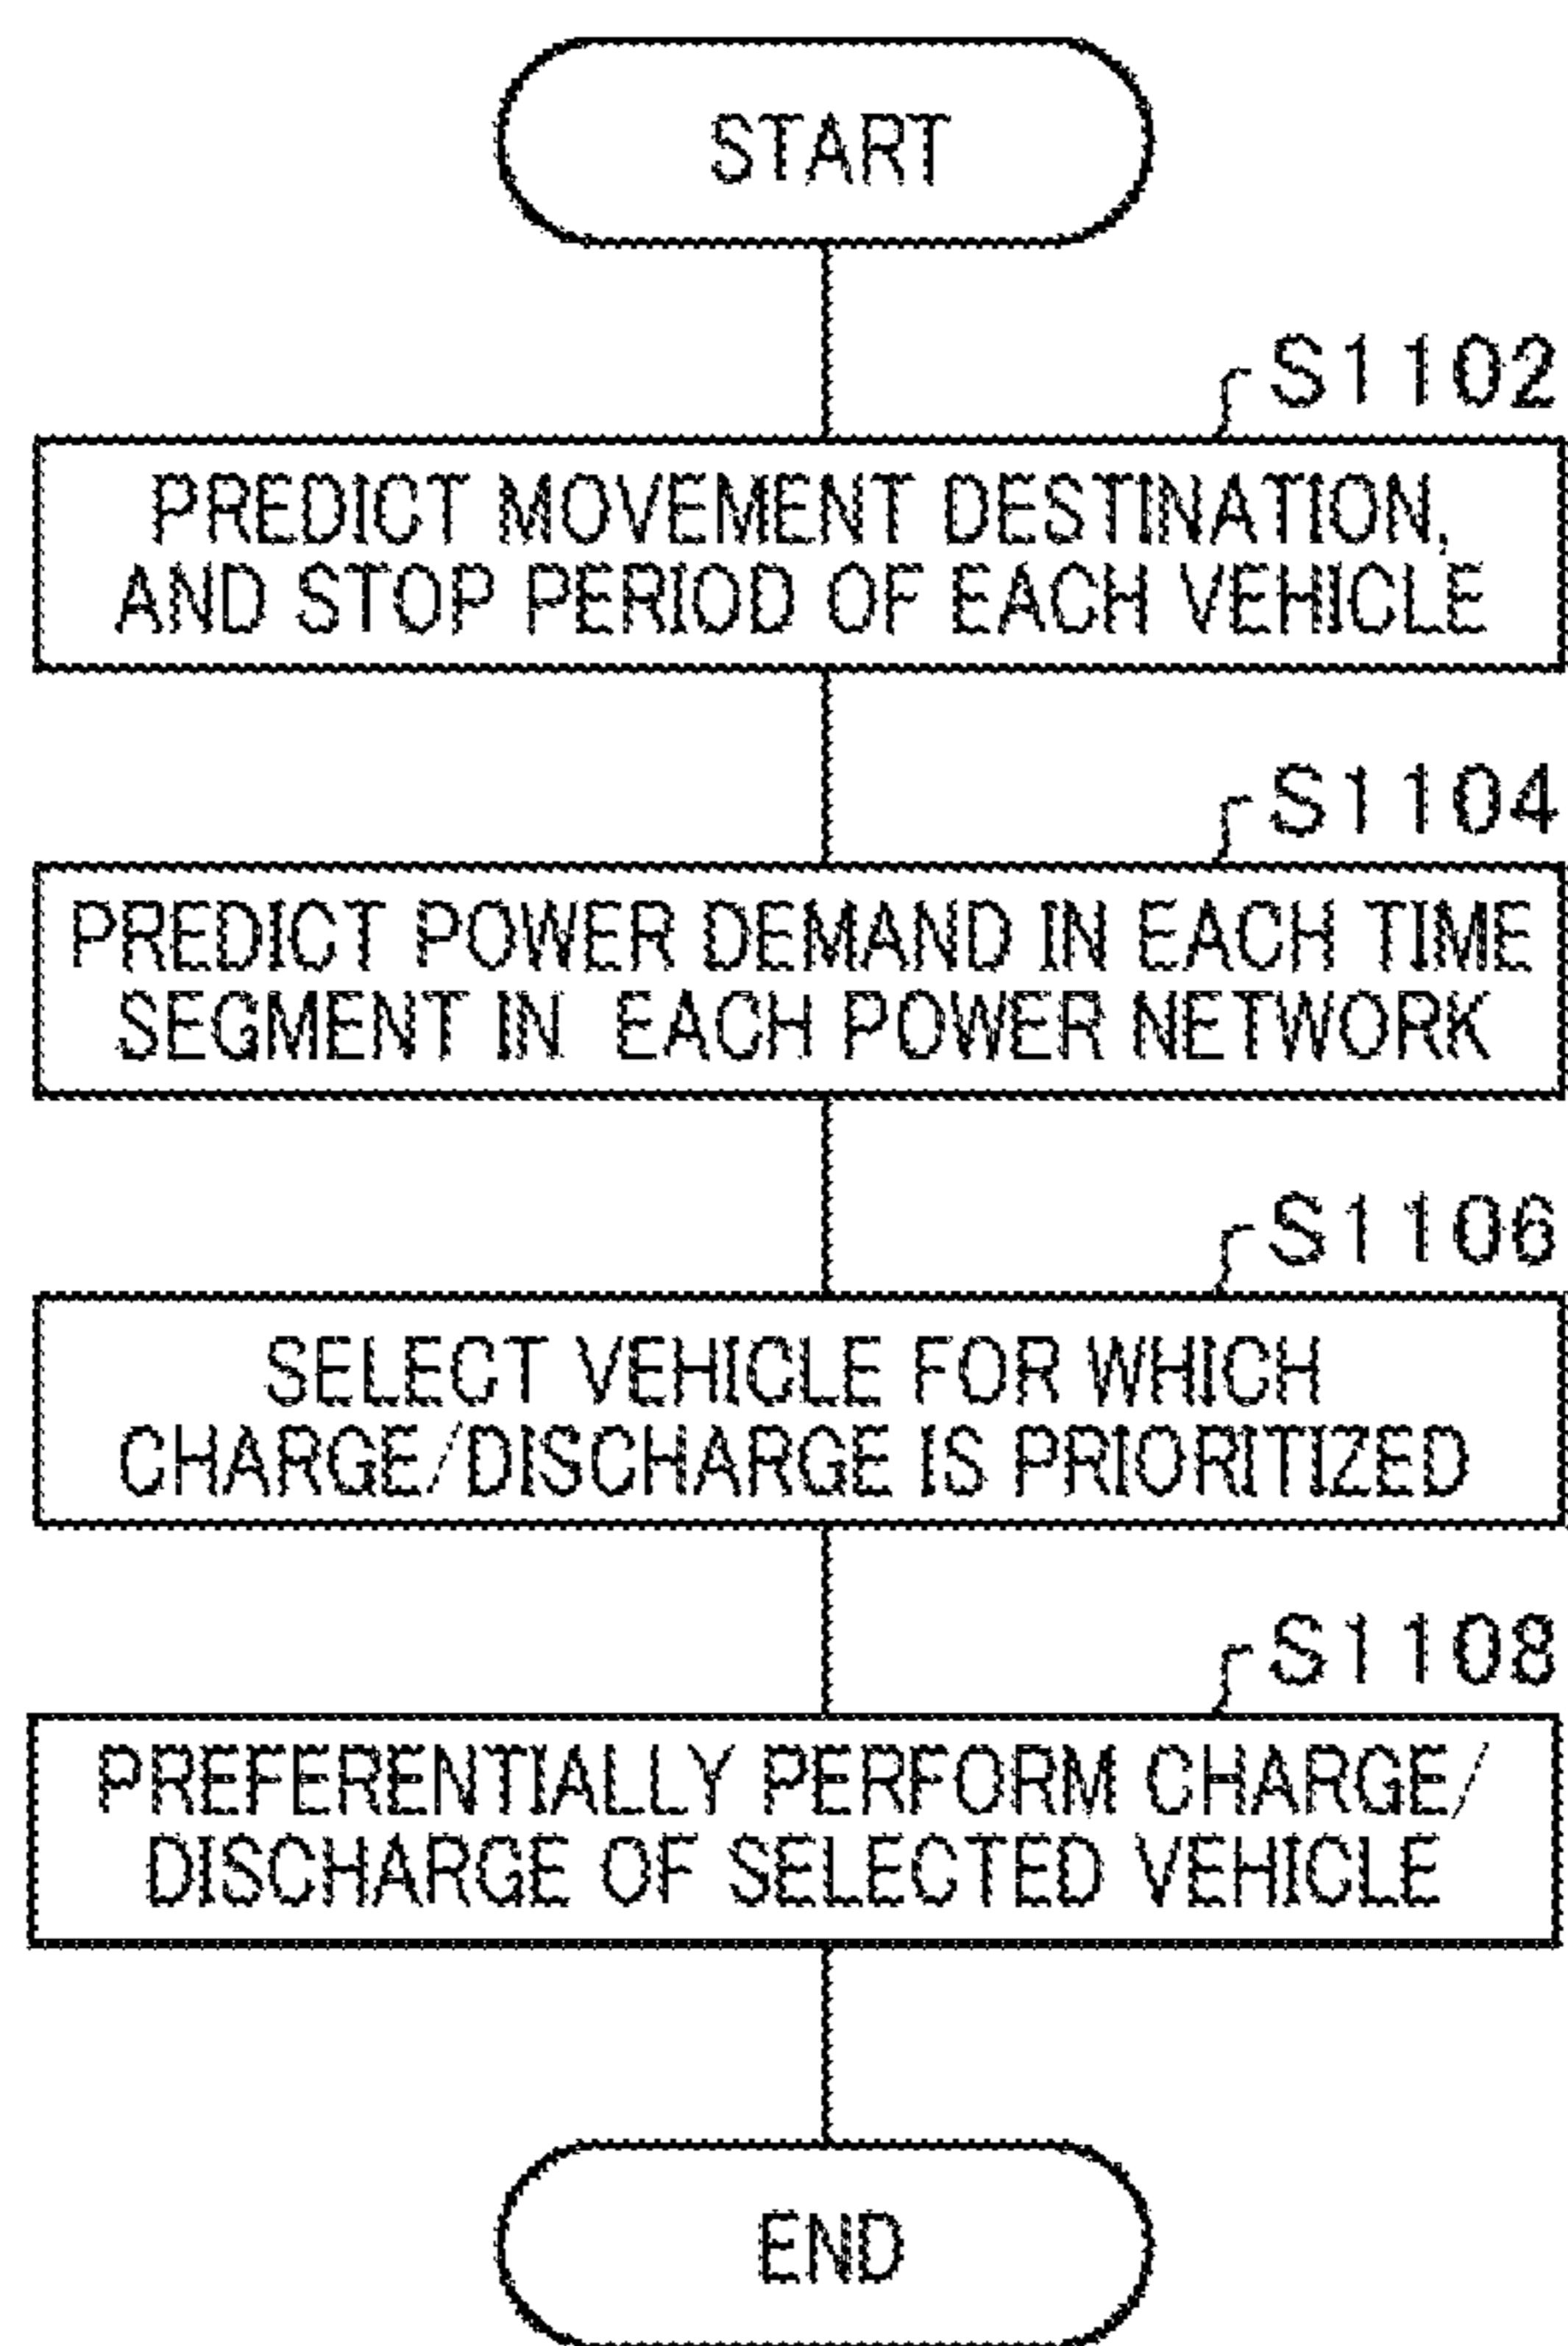 START
S1102
PREDICT MOVEMENT DESTINATION,
AND STOP PERIOD OF EACH VEHICLE
S1104
PREDICT POWER DEMAND IN EACH TIME
SEGMENT IN EACH POWER NETWORK
S1106
SELECT VEHICLE FOR WHICH
CHARGE/DISCHARGE IS PRIORITIZED
S1108
PREFERENTIALLY PERFORM CHARGE/
DISCHARGE OF SELECTED VEHICLE
END